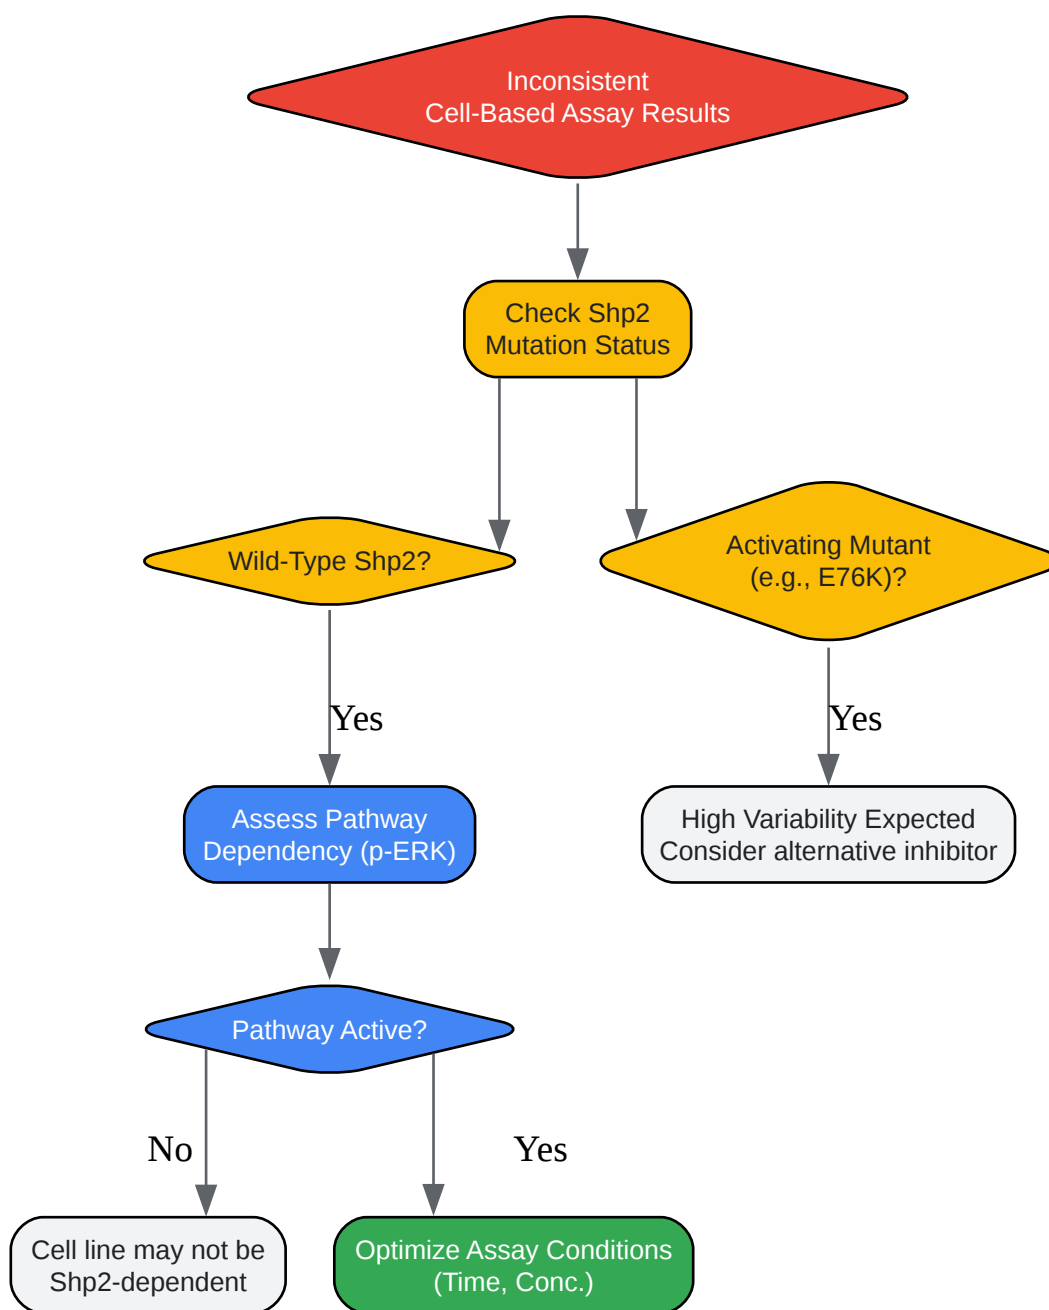 Inconsistent
Cell-Based Assay Results
Check Shp2
Mutation Status
Wild-Type Shp2?
Activating Mutant
(e.g., E76K)?
Yes
Yes
Assess Pathway
Dependency (p-ERK)
High Variability Expected
Consider alternative inhibitor
Pathway Active?
No
Yes
Cell line may not be
Shp2-dependent
Optimize Assay Conditions
(Time, Conc.)